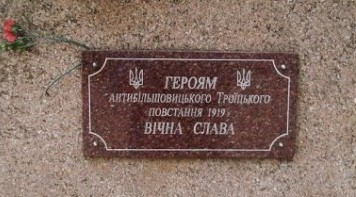 ГЕРОЯМ
АНТИБІЛЬШОВИЦЬКОГО ТРОЇЦЬКОГО
ПОВСТАННЯ 1919
ВІЧНА СЛАВА